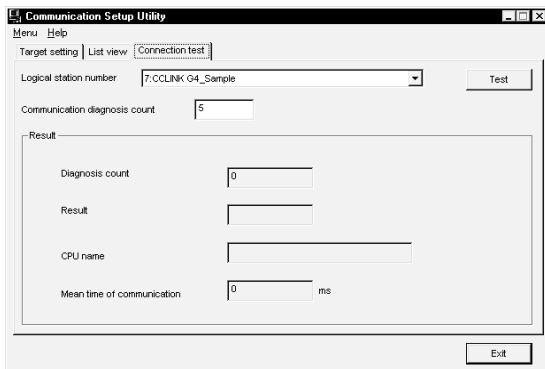 Communication Setup Utility
Menu Help
Target setting List view Connection test
Logical station number 7:CCLINK G4_Sample Test
Communication diagnosis count 5
Result
Diagnosis count 0
Result
CPU name
Mean time of communication 0 ms
Exit